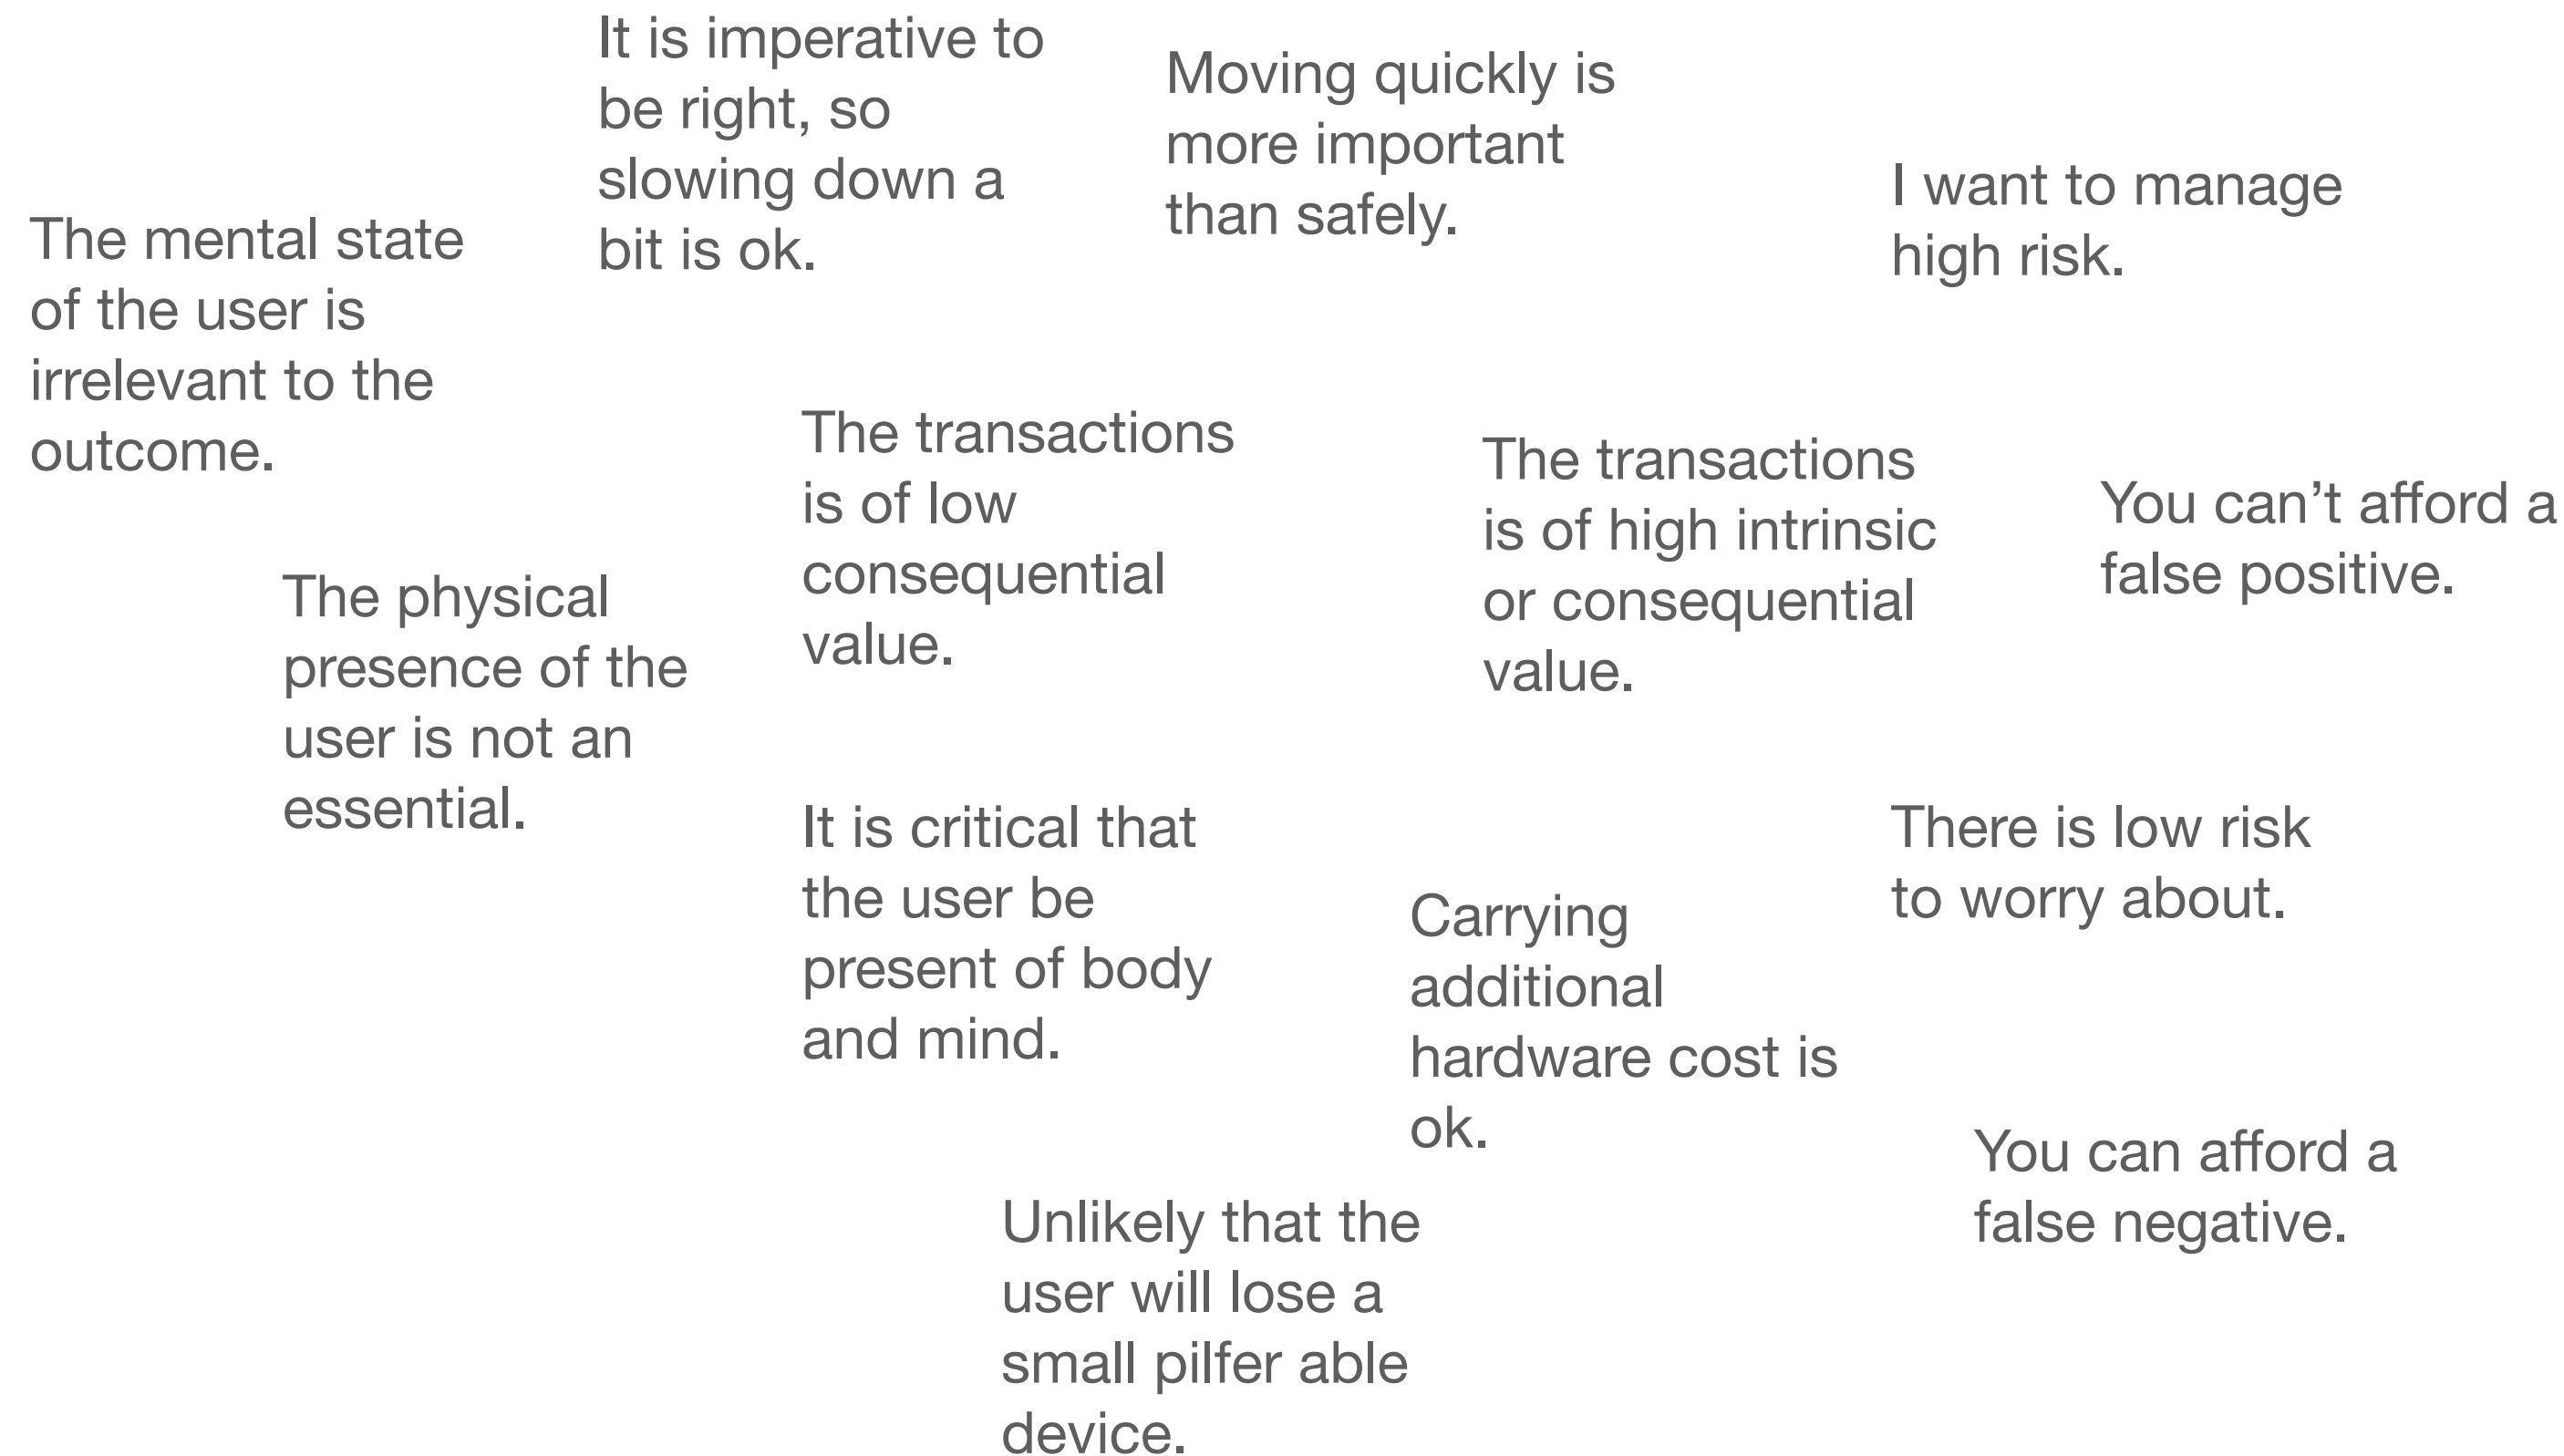 It is imperative to
be right, so
slowing down a
bit is ok.
Moving quickly is
more important
than safely.
I want to manage
high risk.
The mental state
of the user is
irrelevant to the
outcome.
The transactions
is of low
consequential
value.
The transactions
is of high intrinsic
or consequential
value.
You can’t afford a
false positive.
The physical
presence of the
user is not an
essential.
It is critical that
the user be
present of body
and mind.
Carrying
additional
hardware cost is
ok.
There is low risk
to worry about.
Unlikely that the
user will lose a
small pilfer able
device.
You can afford a
false negative.